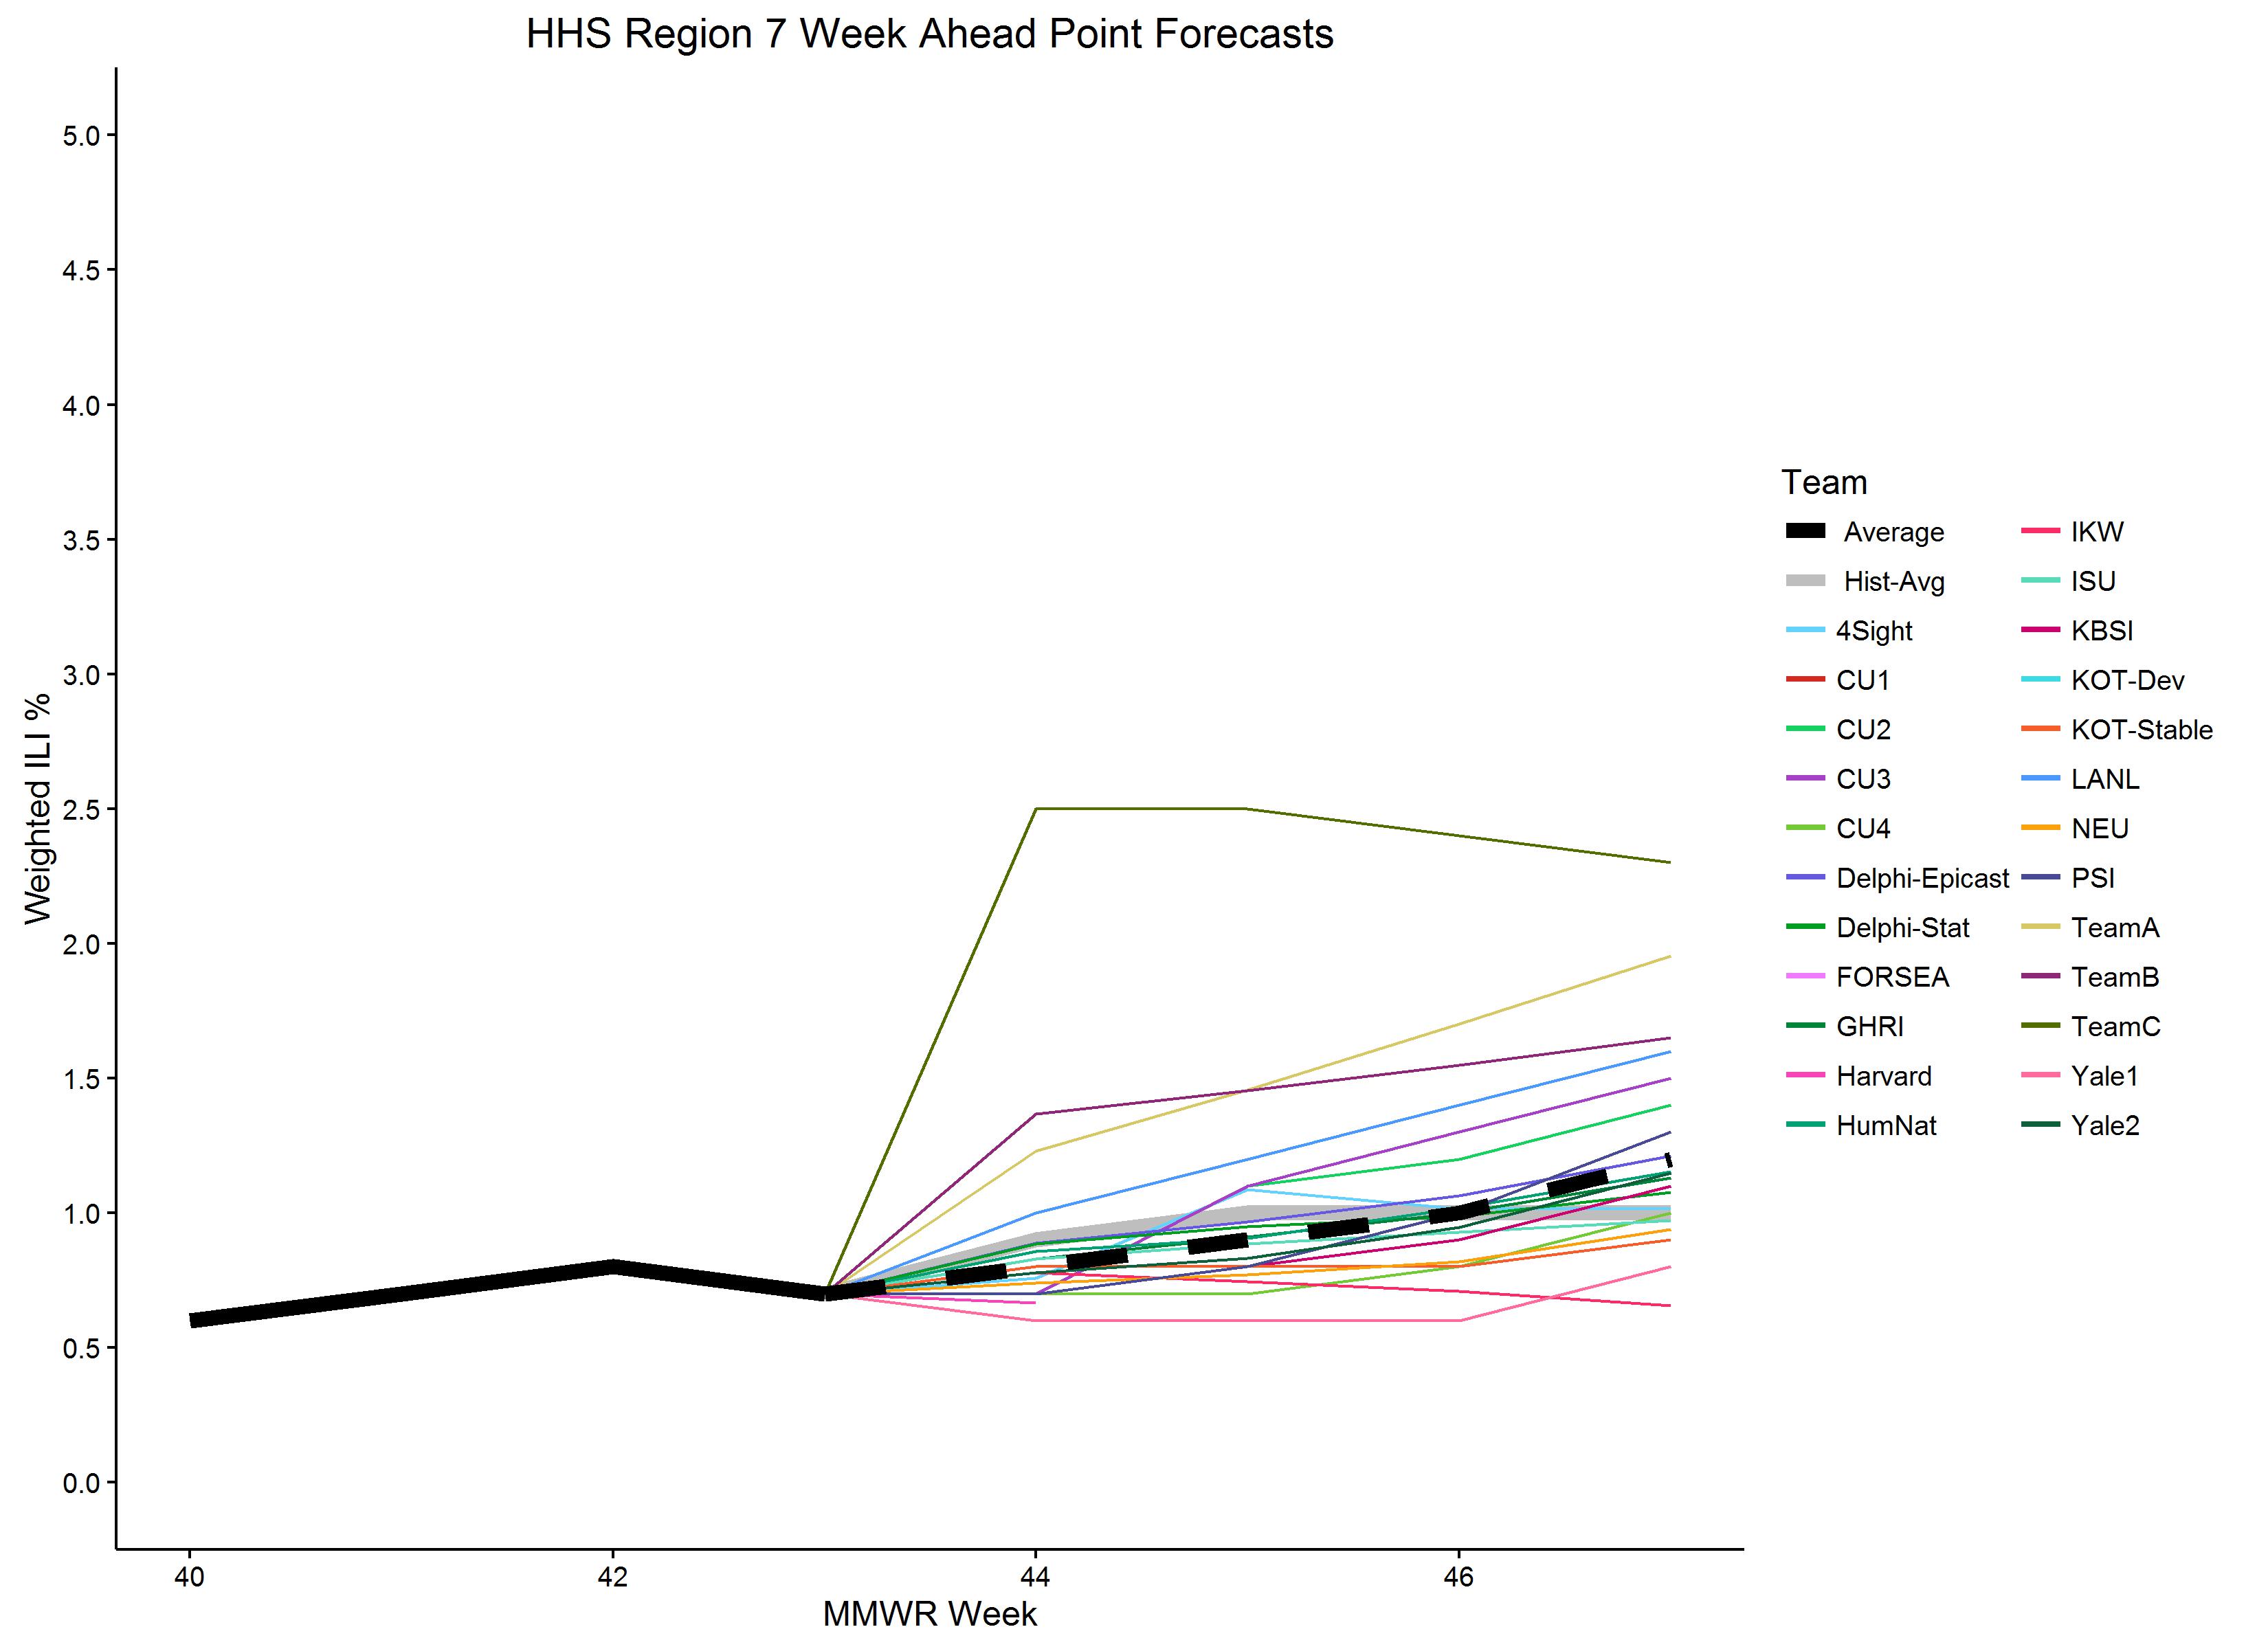 HHS Region 7 Week Ahead Point Forecasts
Weighted ILI %
5.0
4.5
4.0
3.5
3.0
2.5
2.0
1.5
1.0
0.5
0.0
40
42
44
46
MMWR Week
Team
Average
Hist-Avg
4Sight
CU1
CU2
CU3
CU4
Delphi-Epicast
Delphi-Stat
FORSEA
GHRI
Harvard
HumNat
IKW
ISU
KBSI
KOT-Dev
KOT-Stable
LANL
NEU
PSI
TeamA
TeamB
TeamC
Yale1
Yale2